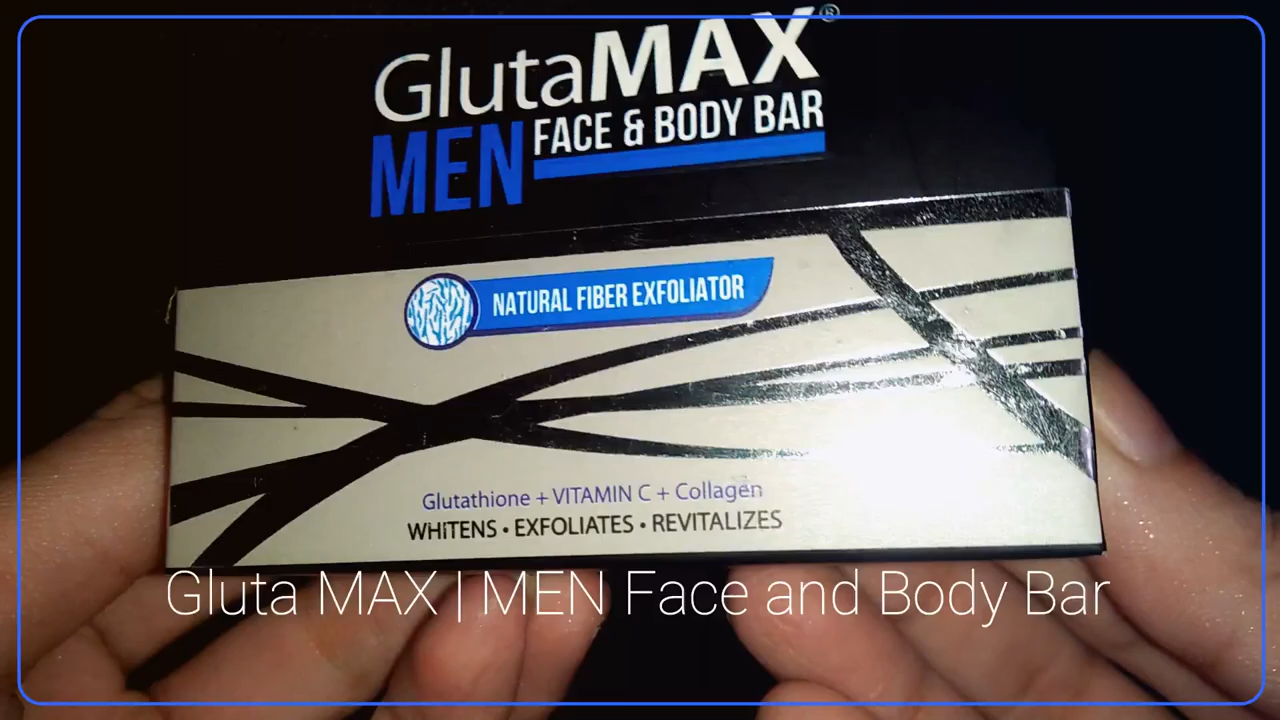 GlutaMAX®
MEN FACE & BODY BAR
NATURAL FIBER EXFOLIATOR
Glutathione + VITAMIN C + Collagen
WHITENS • EXFOLIATES • REVITALIZES
Gluta MAX | MEN Face and Body Bar